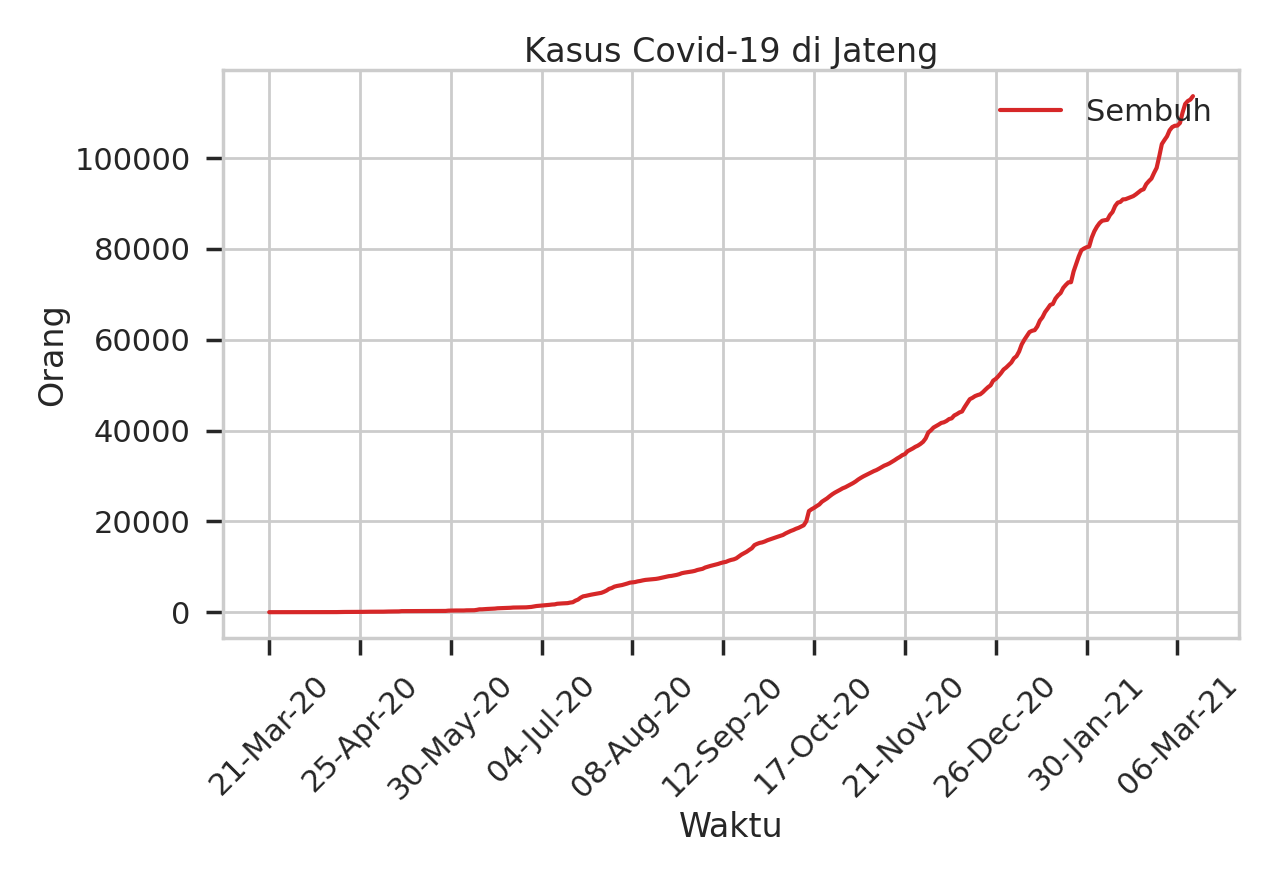 Kasus Covid-19 di Jateng
Sembuh
100000
80000
60000
40000
20000
0
Orang
21-Mar-20
25-Apr-20
30-May-20
04-Jul-20
08-Aug-20
12-Sep-20
17-Oct-20
21-Nov-20
26-Dec-20
30-Jan-21
06-Mar-21
Waktu